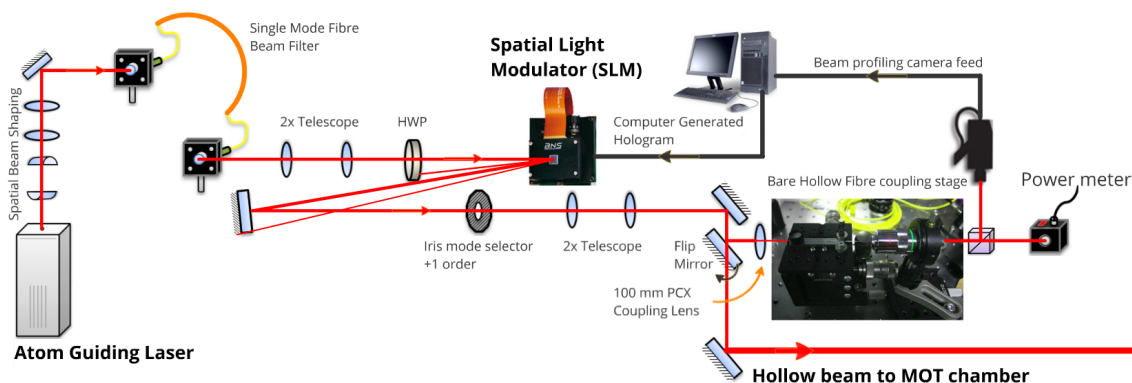 Single Mode Fibre
Beam Filter
Spatial Light
Modulator (SLM)
Beam profiling camera feed
Spatial Beam Shaping
2x Telescope
HWP
BNS
Computer Generated
Hologram
Bare Hollow Fibre coupling stage
Power meter
Iris mode selector
+1 order
2x Telescope
Flip
Mirror
100 mm PCX
Coupling Lens
Atom Guiding Laser
Hollow beam to MOT chamber